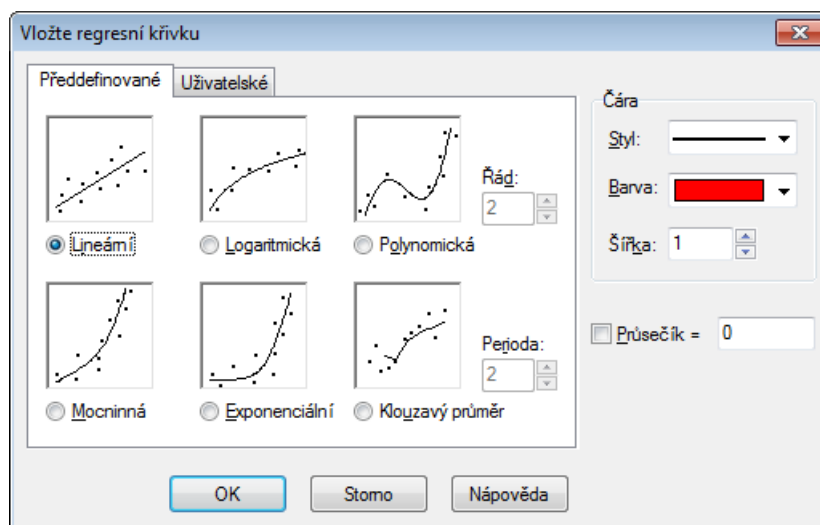 Vložte regresní křivku
Předdefinované
Uživatelské
Řád:
2
Lineární
Logaritmická
Polynomická
Perioda:
2
Mocninná
Exponenciální
Klouzavý průměr
Čára
Styl:
Barva:
Šířka: 1
Průsečík = 0
OK
Storno
Nápověda